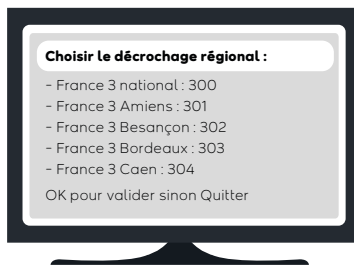 Choisir le décrochage régional :
- France 3 national : 300
- France 3 Amiens : 301
- France 3 Besançon : 302
- France 3 Bordeaux : 303
- France 3 Caen : 304
OK pour valider sinon Quitter